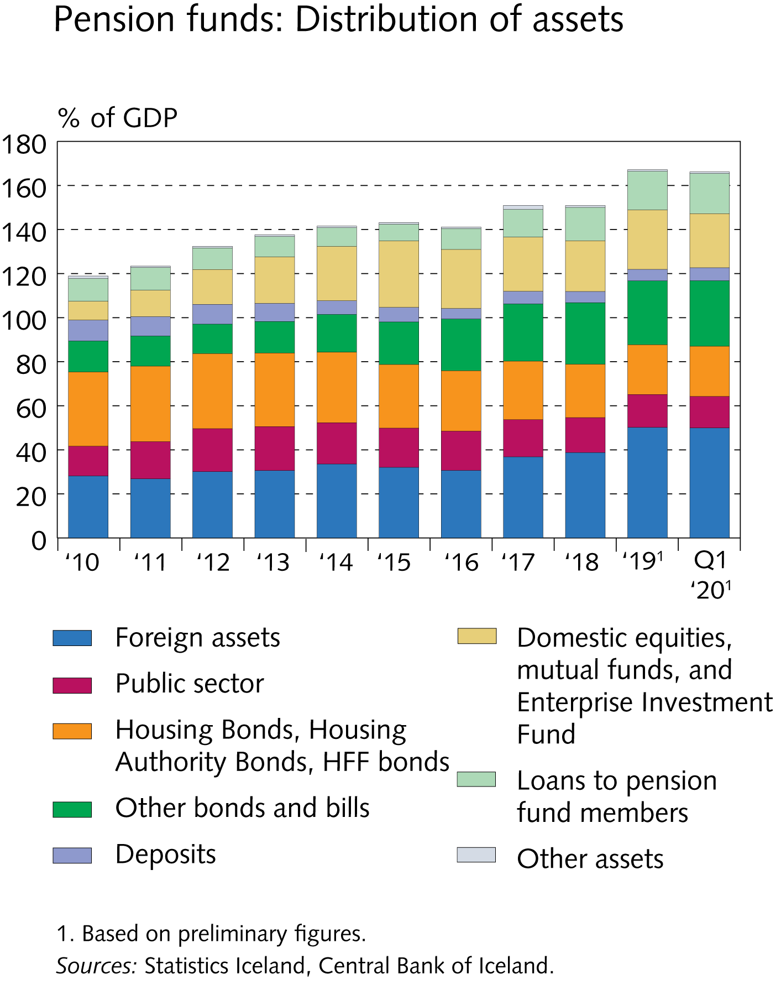 Pension funds: Distribution of assets
% of GDP
180
160
140
120
100
80
60
40
20
0
‘10 ‘11 ‘12 ‘13 ‘14 ‘15 ‘16 ‘17 ‘18 ‘19¹ Q1
‘20¹
Foreign assets
Public sector
Housing Bonds, Housing
Authority Bonds, HFF bonds
Other bonds and bills
Deposits
Domestic equities,
mutual funds, and
Enterprise Investment
Fund
Loans to pension
fund members
Other assets
1. Based on preliminary figures.
Sources: Statistics Iceland, Central Bank of Iceland.